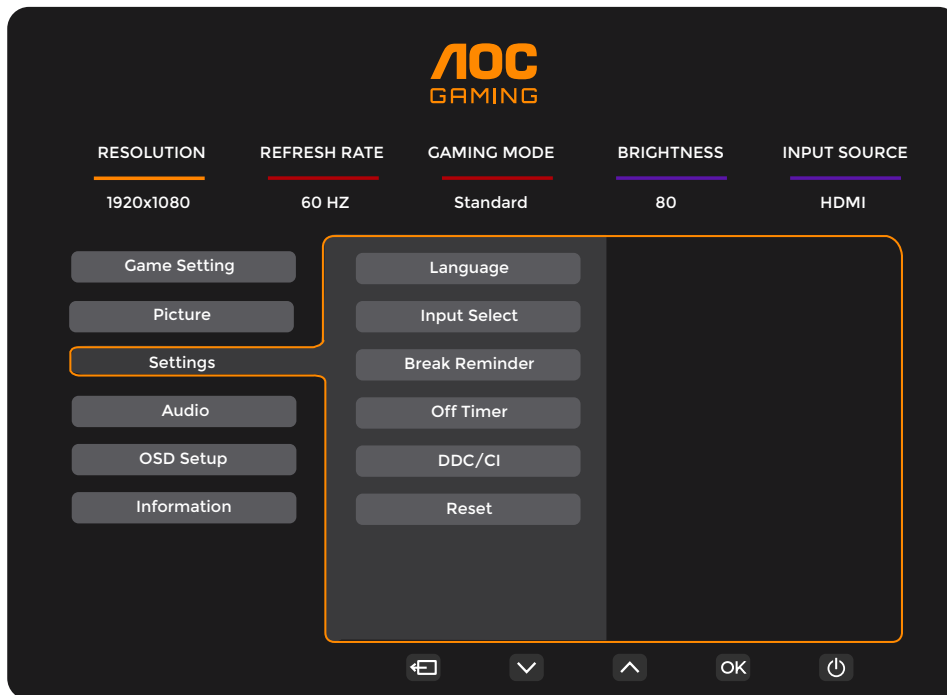 AOC
GAMING
RESOLUTION REFRESH RATE GAMING MODE BRIGHTNESS INPUT SOURCE
1920x1080 60 HZ Standard 80 HDMI
Game Setting
Picture
Settings
Audio
OSD Setup
Information
Language
Input Select
Break Reminder
Off Timer
DDC/CI
Reset
OK